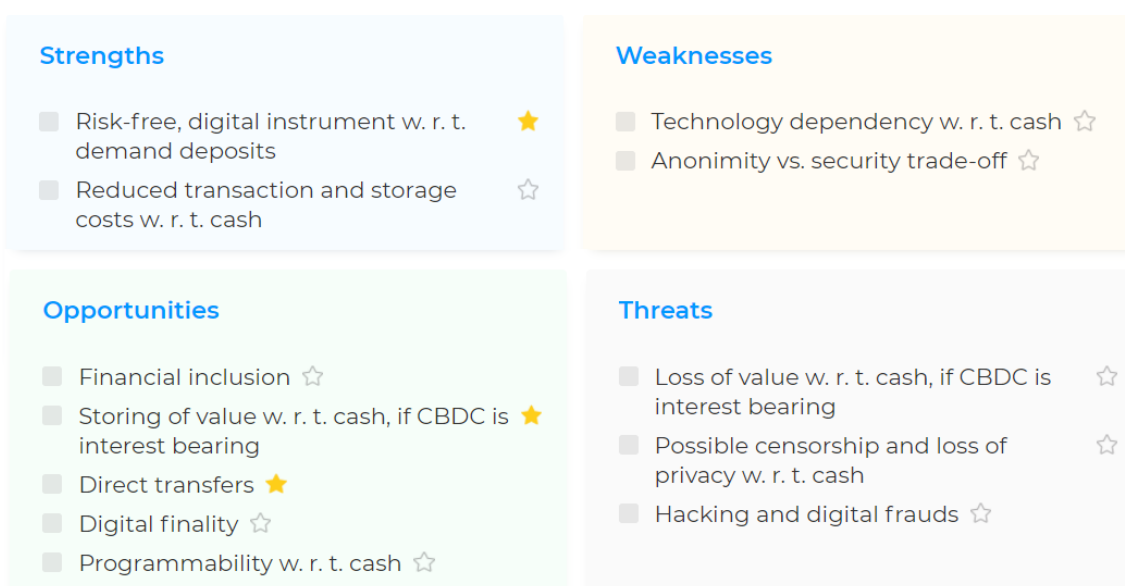 Strengths
Risk-free, digital instrument w. r. t.
demand deposits
Reduced transaction and storage
costs w. r. t. cash
Weaknesses
Technology dependency w. r. t. cash
Anonimity vs. security trade-off
Opportunities
Financial inclusion
Storing of value w. r. t. cash, if CBDC is
interest bearing
Direct transfers
Digital finality
Programmability w. r. t. cash
Threats
Loss of value w. r. t. cash, if CBDC is
interest bearing
Possible censorship and loss of
privacy w. r. t. cash
Hacking and digital frauds